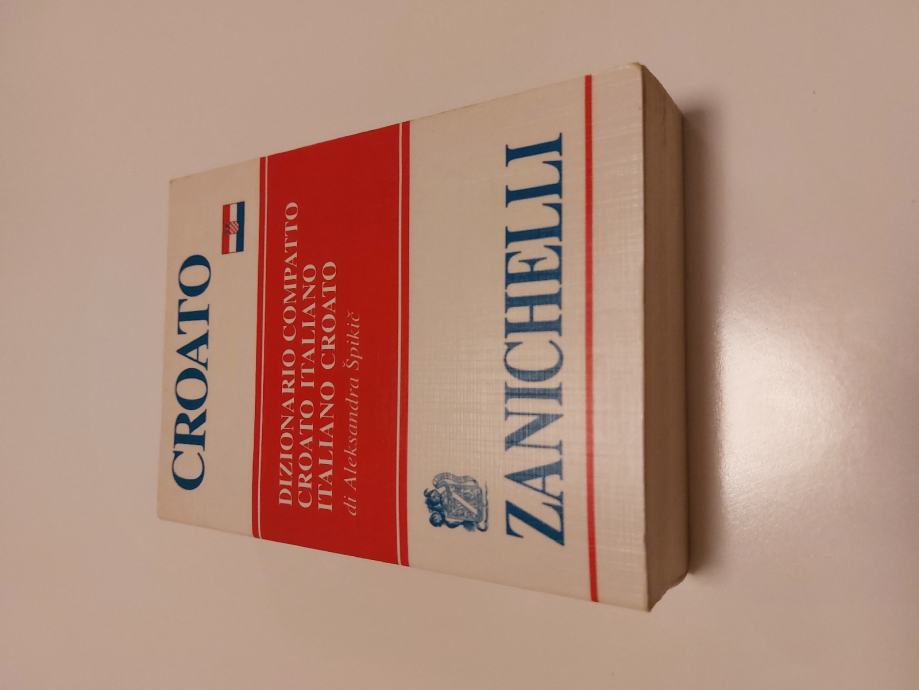 CROATO
DIZIONARIO COMPATTO
CROATO ITALIANO
ITALIANO CROATO
di Aleksandra Špikič
ZANICHELLI